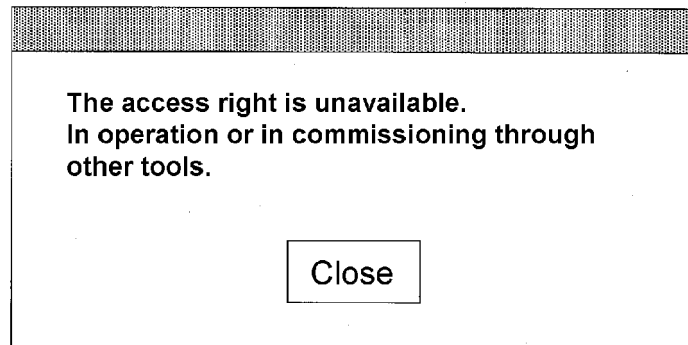 The access right is unavailable.
In operation or in commissioning through
other tools.
Close